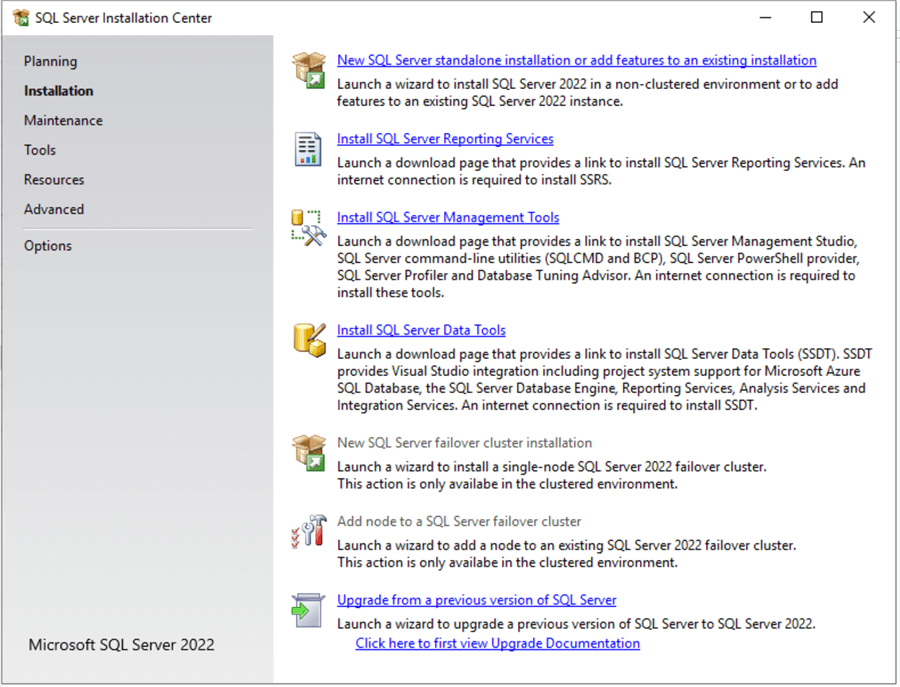 SQL Server Installation Center
Planning
Installation
Maintenance
Tools
Resources
Advanced
Options
Microsoft SQL Server 2022
New SQL Server standalone installation or add features to an existing installation
Launch a wizard to install SQL Server 2022 in a non-clustered environment or to add
features to an existing SQL Server 2022 instance.
Install SQL Server Reporting Services
Launch a download page that provides a link to install SQL Server Reporting Services. An
internet connection is required to install SSRS.
Install SQL Server Management Tools
Launch a download page that provides a link to install SQL Server Management Studio,
SQL Server command-line utilities (SQLCMD and BCP), SQL Server PowerShell provider,
SQL Server Profiler and Database Tuning Advisor. An internet connection is required to
install these tools.
Install SQL Server Data Tools
Launch a download page that provides a link to install SQL Server Data Tools (SSDT). SSDT
provides Visual Studio integration including project system support for Microsoft Azure
SQL Database, the SQL Server Database Engine, Reporting Services, Analysis Services and
Integration Services. An internet connection is required to install SSDT.
New SQL Server failover cluster installation
Launch a wizard to install a single-node SQL Server 2022 failover cluster.
This action is only availabe in the clustered environment.
Add node to a SQL Server failover cluster
Launch a wizard to add a node to an existing SQL Server 2022 failover cluster.
This action is only availabe in the clustered environment.
Upgrade from a previous version of SQL Server
Launch a wizard to upgrade a previous version of SQL Server to SQL Server 2022.
Click here to first view Upgrade Documentation